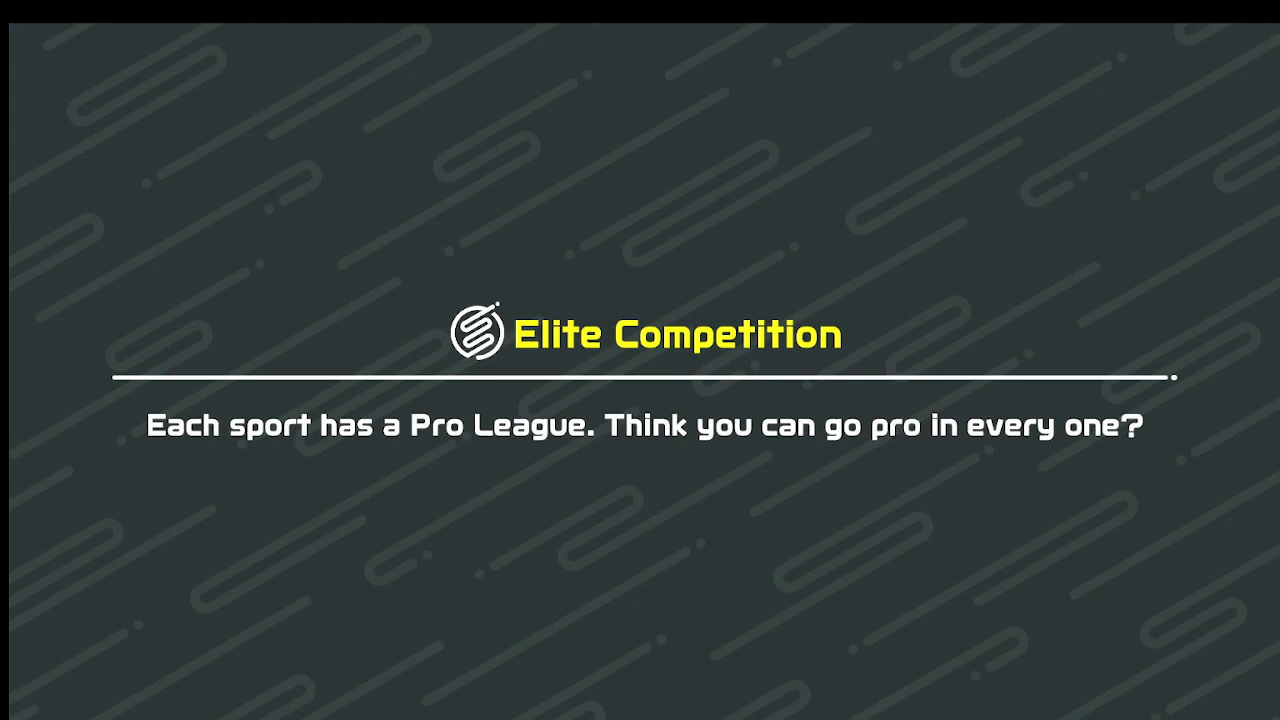 Elite Competition
Each sport has a Pro League. Think you can go pro in every one?